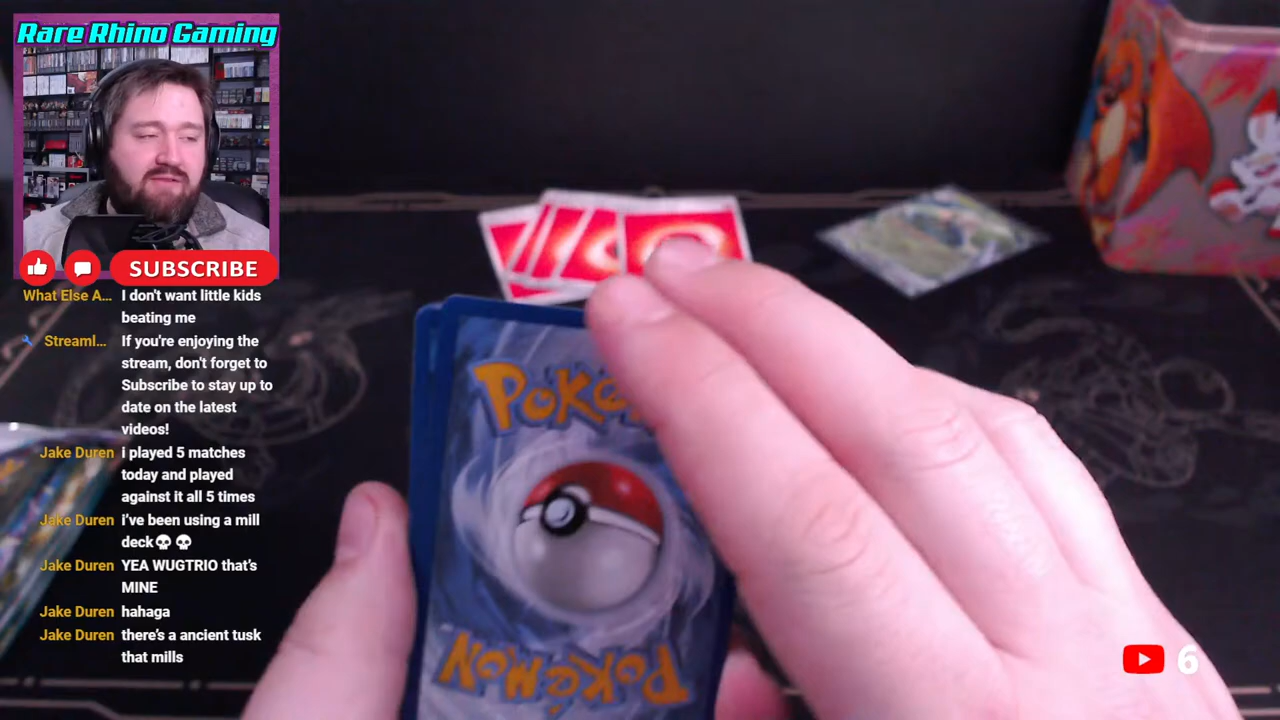 Rare Rhino Gaming
SUBSCRIBE
What Else A... I don't want little kids
beating me
Streaml... If you're enjoying the
stream, don't forget to
Subscribe to stay up to
date on the latest
videos!
Jake Duren i played 5 matches
today and played
against it all 5 times
Jake Duren i've been using a mill
deck💀💀
Jake Duren YEA WUGTRIO that's
MINE
Jake Duren hahaga
Jake Duren there's a ancient tusk
that mills
POKé
POKéMON
6